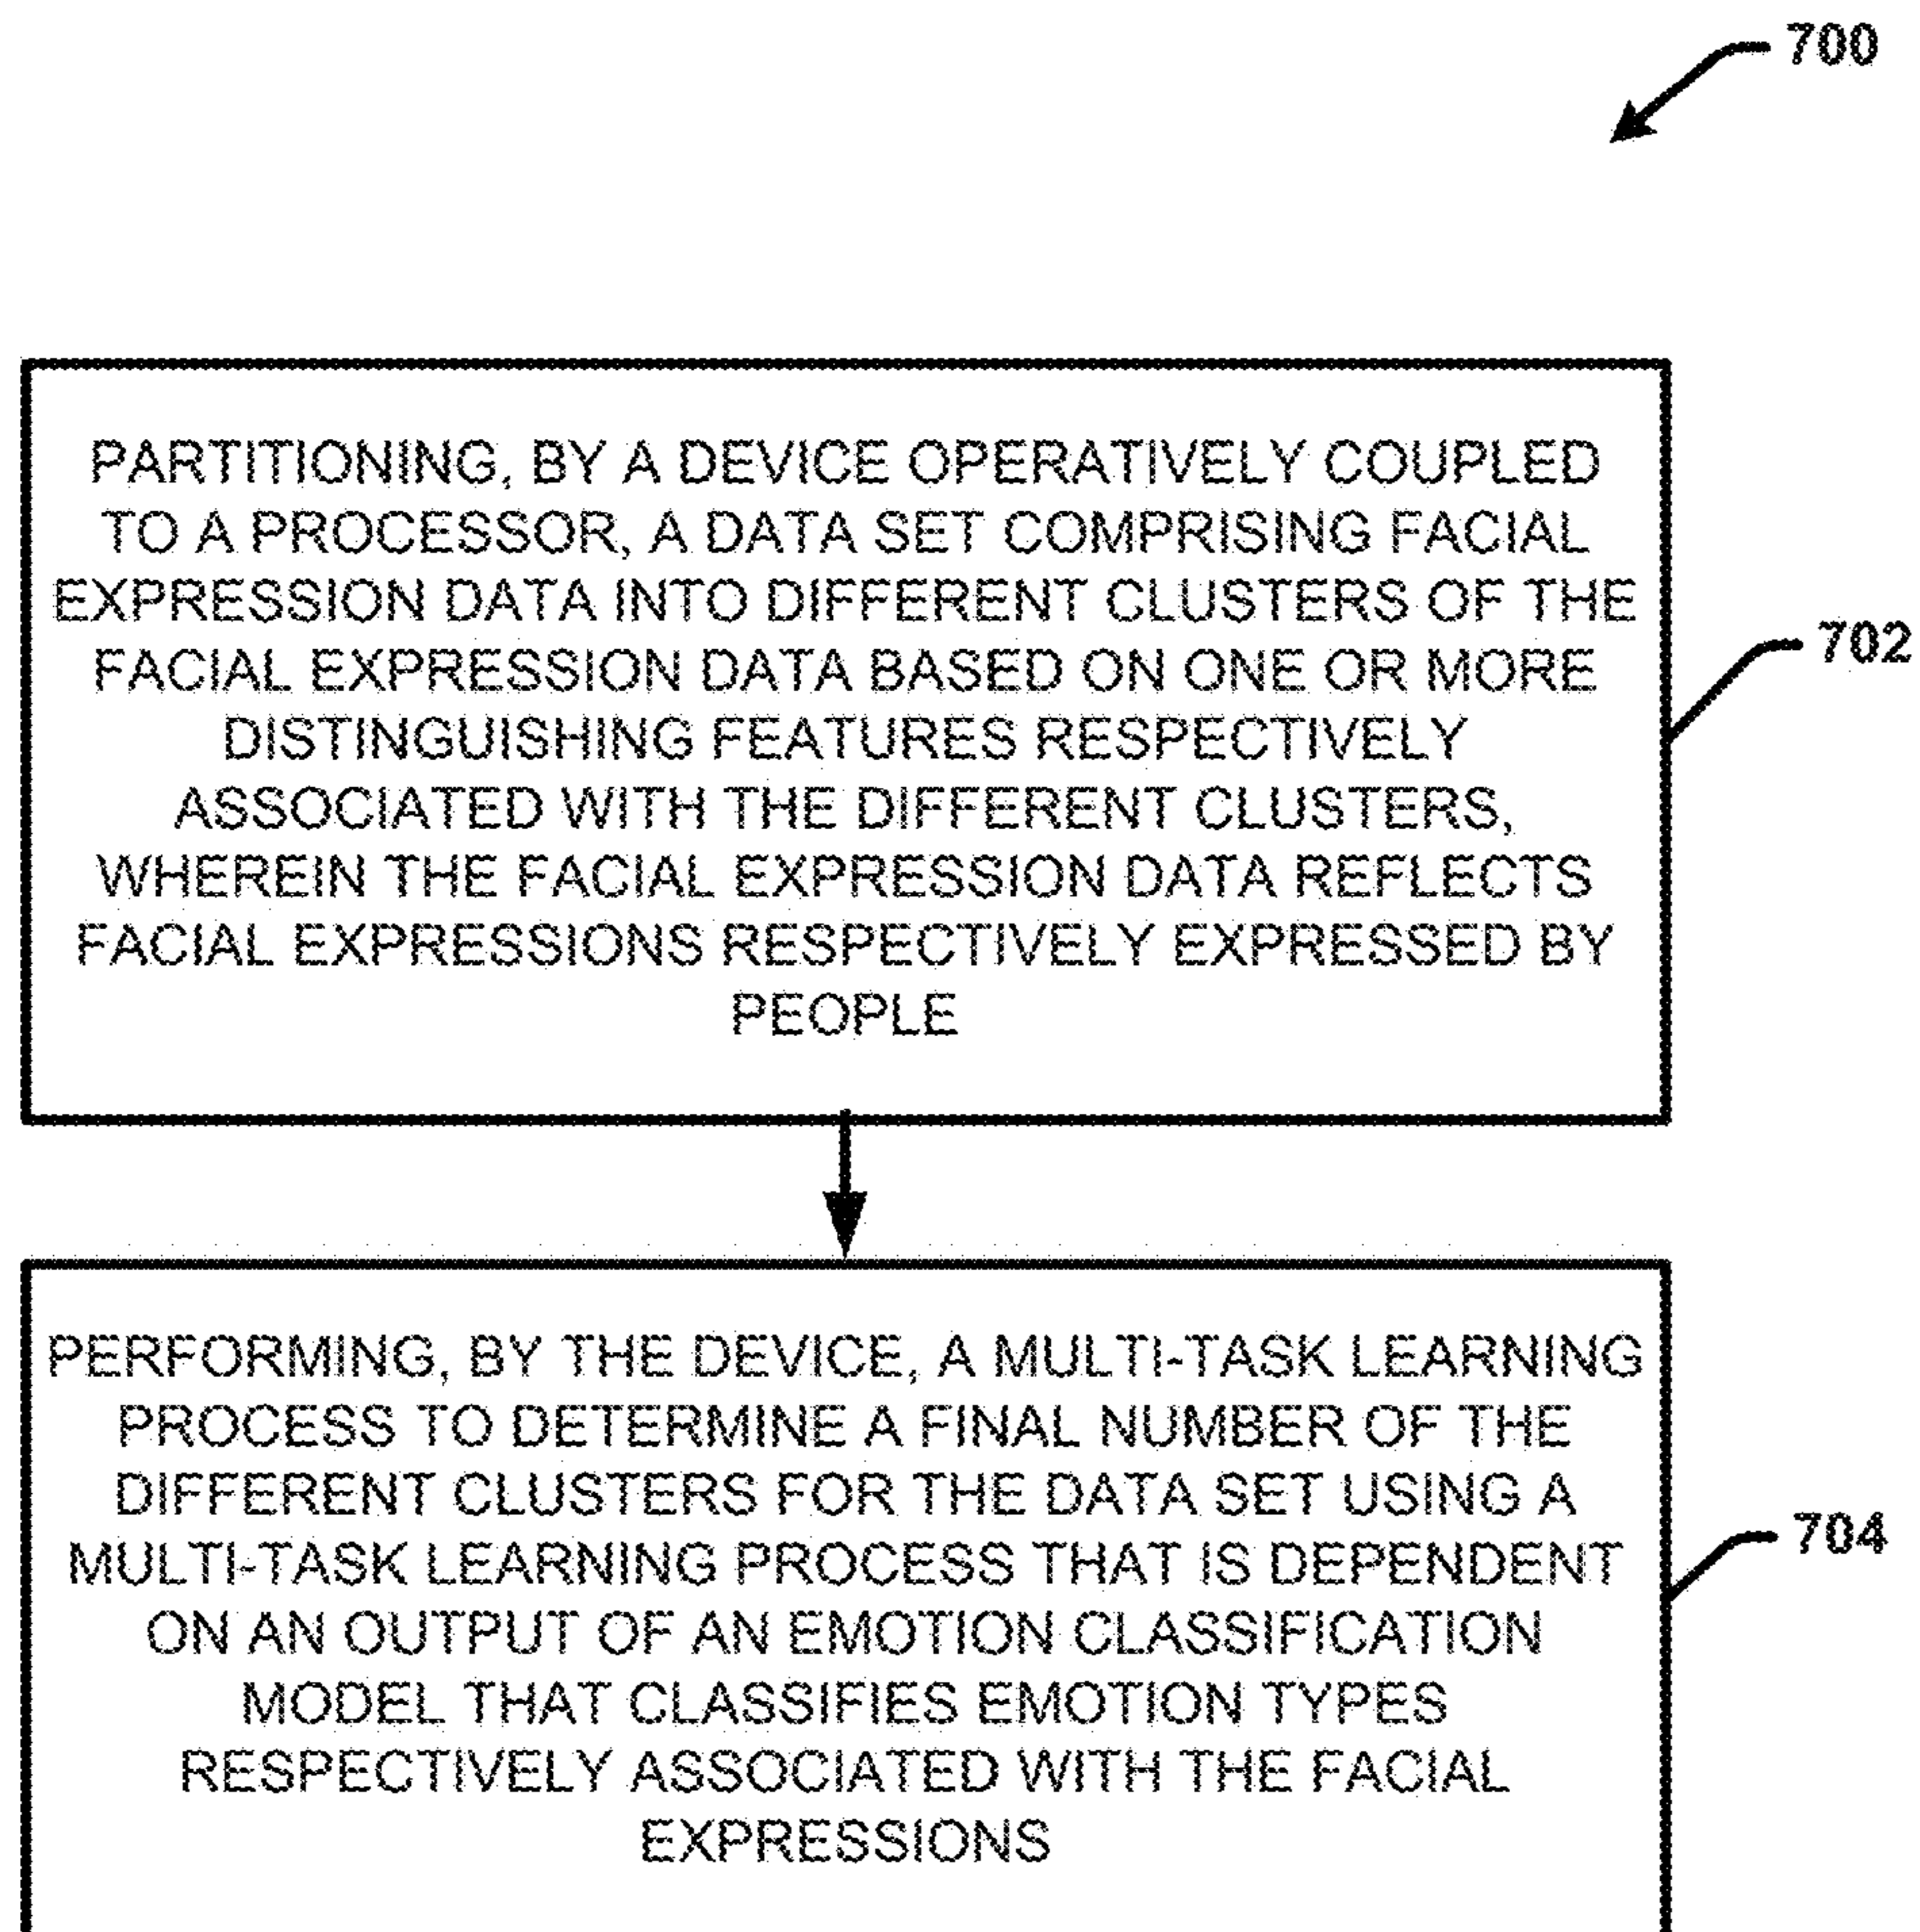 700
PARTITIONING, BY A DEVICE OPERATIVELY COUPLED
TO A PROCESSOR, A DATA SET COMPRISING FACIAL
EXPRESSION DATA INTO DIFFERENT CLUSTERS OF THE
FACIAL EXPRESSION DATA BASED ON ONE OR MORE
DISTINGUISHING FEATURES RESPECTIVELY
ASSOCIATED WITH THE DIFFERENT CLUSTERS,
WHEREIN THE FACIAL EXPRESSION DATA REFLECTS
FACIAL EXPRESSIONS RESPECTIVELY EXPRESSED BY
PEOPLE
702
PERFORMING, BY THE DEVICE, A MULTI-TASK LEARNING
PROCESS TO DETERMINE A FINAL NUMBER OF THE
DIFFERENT CLUSTERS FOR THE DATA SET USING A
MULTI-TASK LEARNING PROCESS THAT IS DEPENDENT
ON AN OUTPUT OF AN EMOTION CLASSIFICATION
MODEL THAT CLASSIFIES EMOTION TYPES
RESPECTIVELY ASSOCIATED WITH THE FACIAL
EXPRESSIONS
704